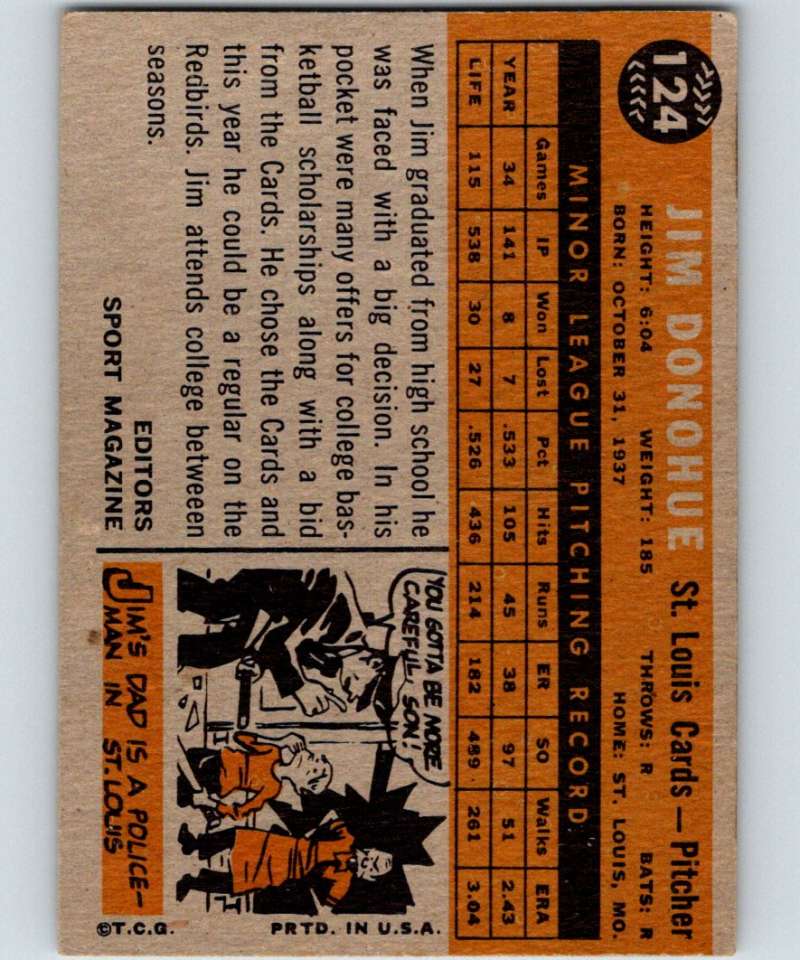 124
JIM DONOHUE St. Louis Cards — Pitcher
HEIGHT: 6:04 WEIGHT: 185 THROWS: R BATS: R
BORN: OCTOBER 31, 1937 HOME: ST. LOUIS, MO.
MINOR LEAGUE PITCHING RECORD
Games IP Won Lost Pct Hits Runs ER SO Walks ERA
YEAR 34 141 8 7 .533 105 45 38 97 51 2.43
LIFE 115 538 30 27 .526 436 214 182 489 261 3.04
When Jim graduated from high school he
was faced with a big decision. In his
pocket were many offers for college bas-
ketball scholarships along with a bid
from the Cards. He chose the Cards and
this year he could be a regular on the
Redbirds. Jim attends college betweeen
seasons.
EDITORS
SPORT MAGAZINE
YOU GOTTA BE MORE
CAREFUL, SON!
JIM'S DAD IS A POLICE-
MAN IN ST. LOUIS
©T.C.G. PRTD. IN U.S.A.